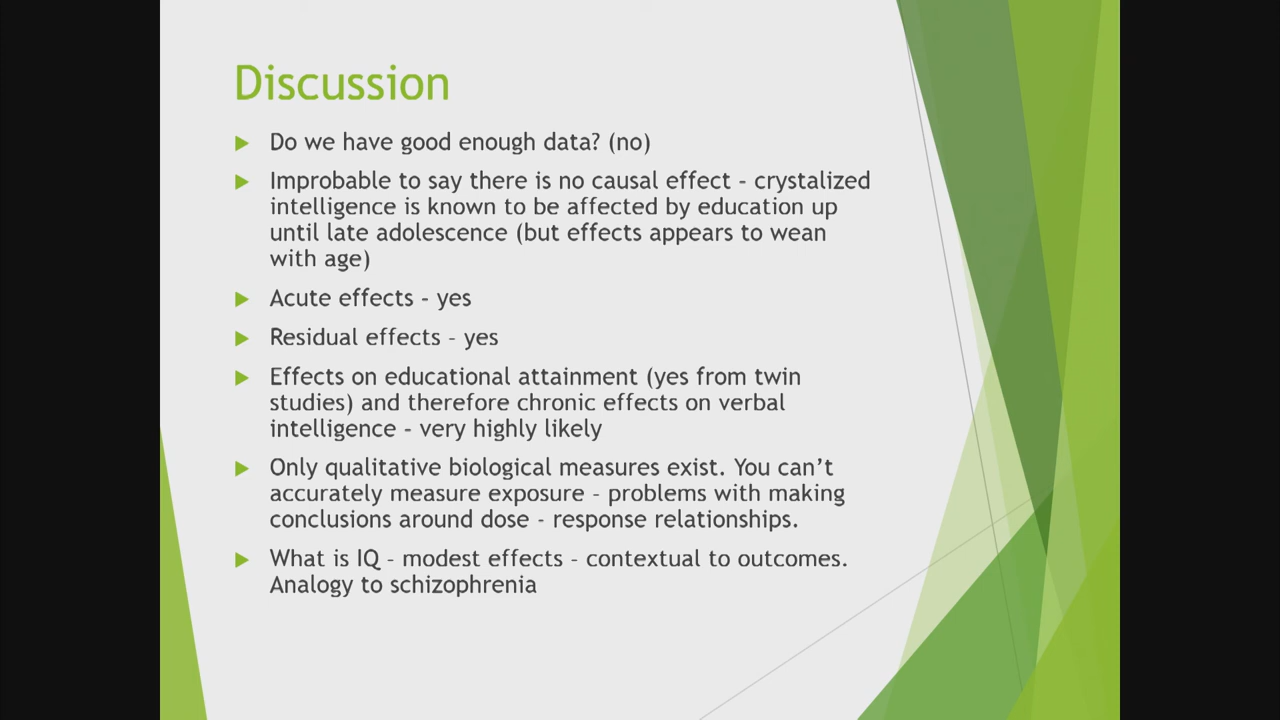 Discussion
Do we have good enough data? (no)
Improbable to say there is no causal effect - crystalized
intelligence is known to be affected by education up
until late adolescence (but effects appears to wean
with age)
Acute effects - yes
Residual effects - yes
Effects on educational attainment (yes from twin
studies) and therefore chronic effects on verbal
intelligence - very highly likely
Only qualitative biological measures exist. You can’t
accurately measure exposure - problems with making
conclusions around dose - response relationships.
What is IQ - modest effects - contextual to outcomes.
Analogy to schizophrenia